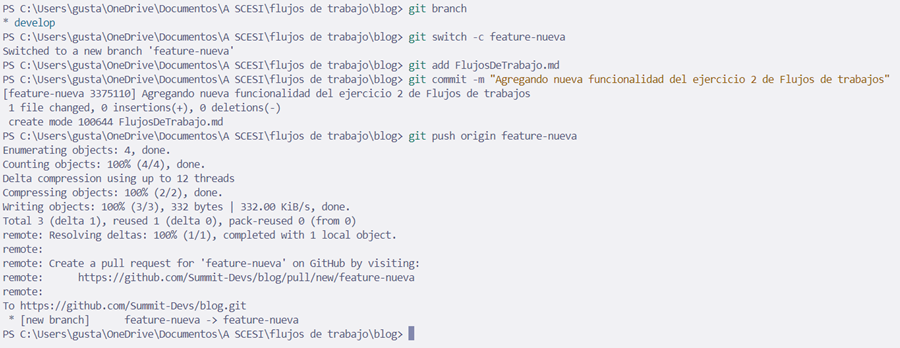 PS C:\Users\gusta\OneDrive\Documentos\A SCESI\flujos de trabajo\blog> git branch
* develop
PS C:\Users\gusta\OneDrive\Documentos\A SCESI\flujos de trabajo\blog> git switch -c feature-nueva
Switched to a new branch 'feature-nueva'
PS C:\Users\gusta\OneDrive\Documentos\A SCESI\flujos de trabajo\blog> git add FlujosDeTrabajo.md
PS C:\Users\gusta\OneDrive\Documentos\A SCESI\flujos de trabajo\blog> git commit -m "Agregando nueva funcionalidad del ejercicio 2 de Flujos de trabajos"
[feature-nueva 3375110] Agregando nueva funcionalidad del ejercicio 2 de Flujos de trabajos
 1 file changed, 0 insertions(+), 0 deletions(-)
 create mode 100644 FlujosDeTrabajo.md
PS C:\Users\gusta\OneDrive\Documentos\A SCESI\flujos de trabajo\blog> git push origin feature-nueva
Enumerating objects: 4, done.
Counting objects: 100% (4/4), done.
Delta compression using up to 12 threads
Compressing objects: 100% (2/2), done.
Writing objects: 100% (3/3), 332 bytes | 332.00 KiB/s, done.
Total 3 (delta 1), reused 1 (delta 0), pack-reused 0 (from 0)
remote: Resolving deltas: 100% (1/1), completed with 1 local object.
remote:
remote: Create a pull request for 'feature-nueva' on GitHub by visiting:
remote:      https://github.com/Summit-Devs/blog/pull/new/feature-nueva
remote:
To https://github.com/Summit-Devs/blog.git
 * [new branch]      feature-nueva -> feature-nueva
PS C:\Users\gusta\OneDrive\Documentos\A SCESI\flujos de trabajo\blog>